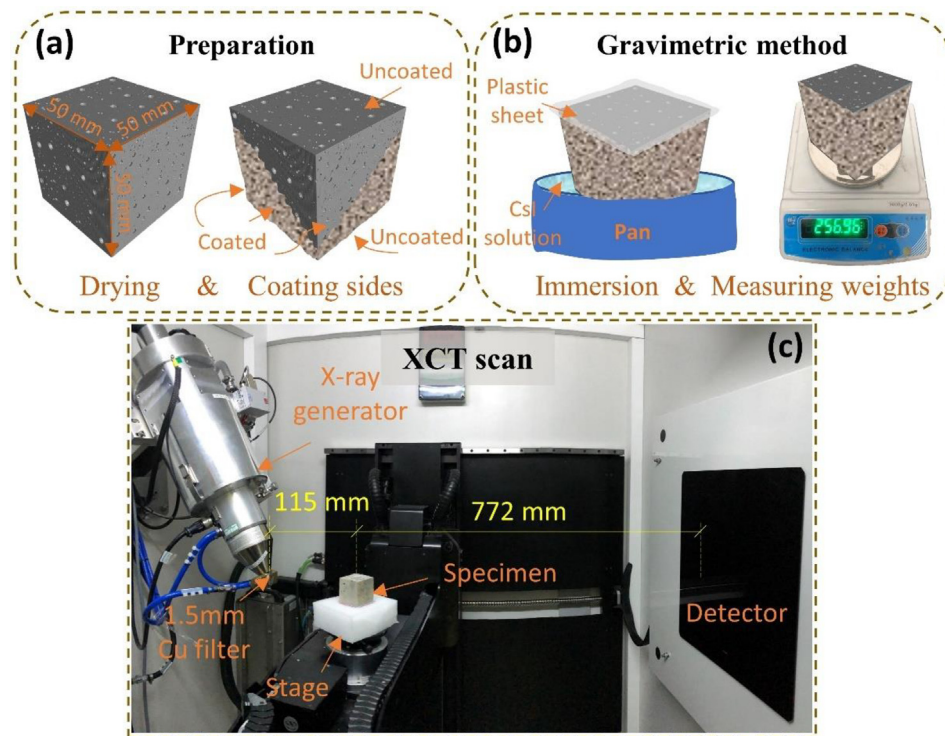 (a)
Preparation
Uncoated
50 mm
50 mm
50 mm
Coated
Uncoated
Drying & Coating sides
(b)
Gravimetric method
Plastic
sheet
CsI
solution
Pan
256.96
Immersion & Measuring weights
XCT scan
(c)
X-ray
generator
115 mm
772 mm
Specimen
1.5mm
Cu filter
Stage
Detector